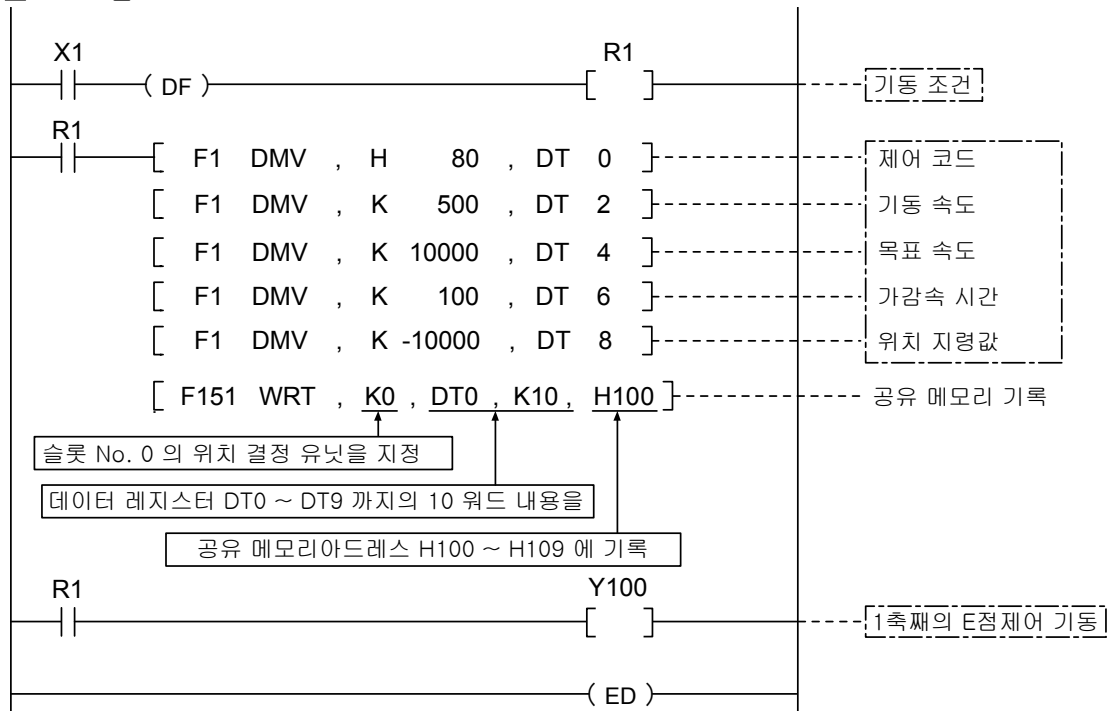 X1 R1
( DF ) [ ] 기동 조건
R1
[ F1 DMV , H 80 , DT 0 ] 제어 코드
[ F1 DMV , K 500 , DT 2 ] 기동 속도
[ F1 DMV , K 10000 , DT 4 ] 목표 속도
[ F1 DMV , K 100 , DT 6 ] 가감속 시간
[ F1 DMV , K -10000 , DT 8 ] 위치 지령값
[ F151 WRT , K0 , DT0 , K10 , H100 ] 공유 메모리 기록
슬롯 No. 0 의 위치 결정 유닛을 지정
데이터 레지스터 DT0 ~ DT9 까지의 10 워드 내용을
공유 메모리아드레스 H100 ~ H109 에 기록
R1 Y100
[ ] 1축째의 E점제어 기동
( ED )